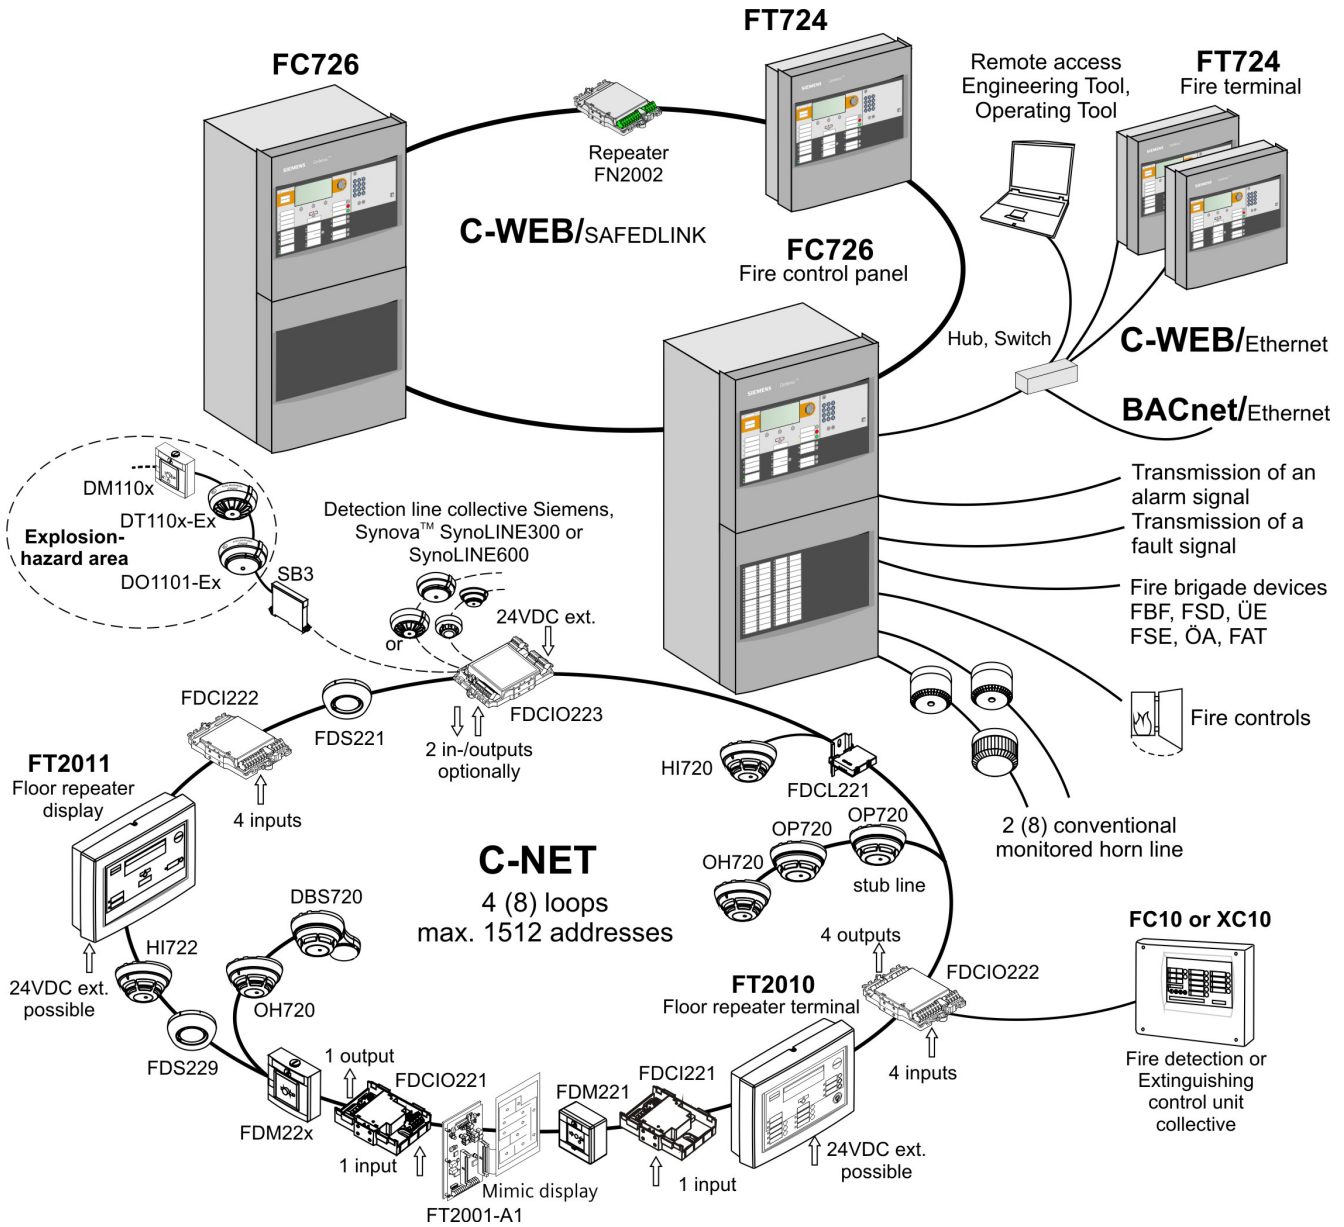 FT724
FC726
Remote access
Engineering Tool,
Operating Tool
FT724
Fire terminal
SIEMENS
Repeater
FN2002
SIEMENS
C-WEB/SAFEDLINK
FC726
Fire control panel
Hub, Switch
C-WEB/Ethernet
SIEMENS
BACnet/Ethernet
DM110x
DT110x-Ex
Explosion-
hazard area
DO1101-Ex
SB3
Detection line collective Siemens,
Synova™ SynoLINE300 or
SynoLINE600
or
24VDC ext.
Transmission of an
alarm signal
Transmission of a
fault signal
Fire brigade devices
FBF, FSD, ÜE
FSE, ÖA, FAT
FDCI222
FDS221
2 in-/outputs
optionally
FDCIO223
Fire controls
FT2011
Floor repeater
display
4 inputs
HI720
FDCL221
2 (8) conventional
monitored horn line
OP720
OP720
OH720
stub line
C-NET
4 (8) loops
max. 1512 addresses
DBS720
HI722
24VDC ext.
possible
OH720
FDS229
4 outputs
FDCIO222
FC10 or XC10
FT2010
Floor repeater terminal
4 inputs
Fire detection or
Extinguishing
control unit
collective
1 output
FDCIO221
FDM22x
1 input
FDM221
FDCI221
Mimic display
FT2001-A1
1 input
24VDC ext.
possible